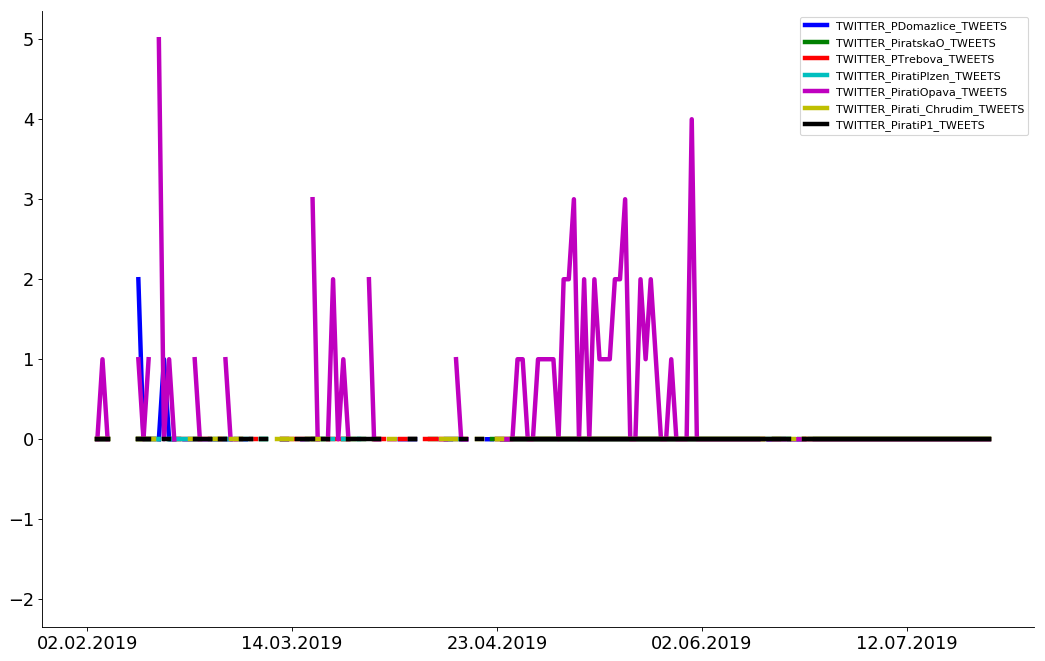 TWITTER_PDomazlice_TWEETS
TWITTER_PiratskaO_TWEETS
TWITTER_PTrebova_TWEETS
TWITTER_PiratiPlzen_TWEETS
TWITTER_PiratiOpava_TWEETS
TWITTER_Pirati_Chrudim_TWEETS
TWITTER_PiratiP1_TWEETS
5
4
3
2
1
0
−1
−2
02.02.2019 14.03.2019 23.04.2019 02.06.2019 12.07.2019